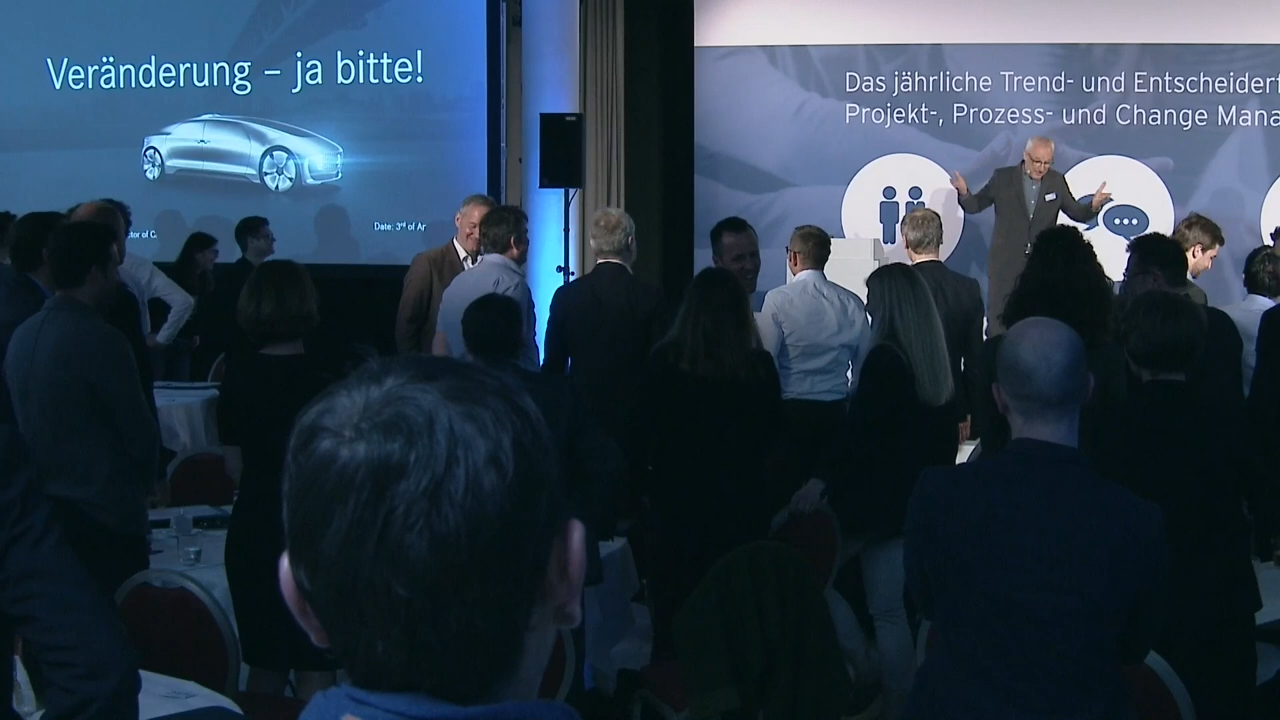 Veränderung – ja bitte!
Date: 3rd of Ar
Das jährliche Trend- und Entscheiderf
Projekt-, Prozess- und Change Mana